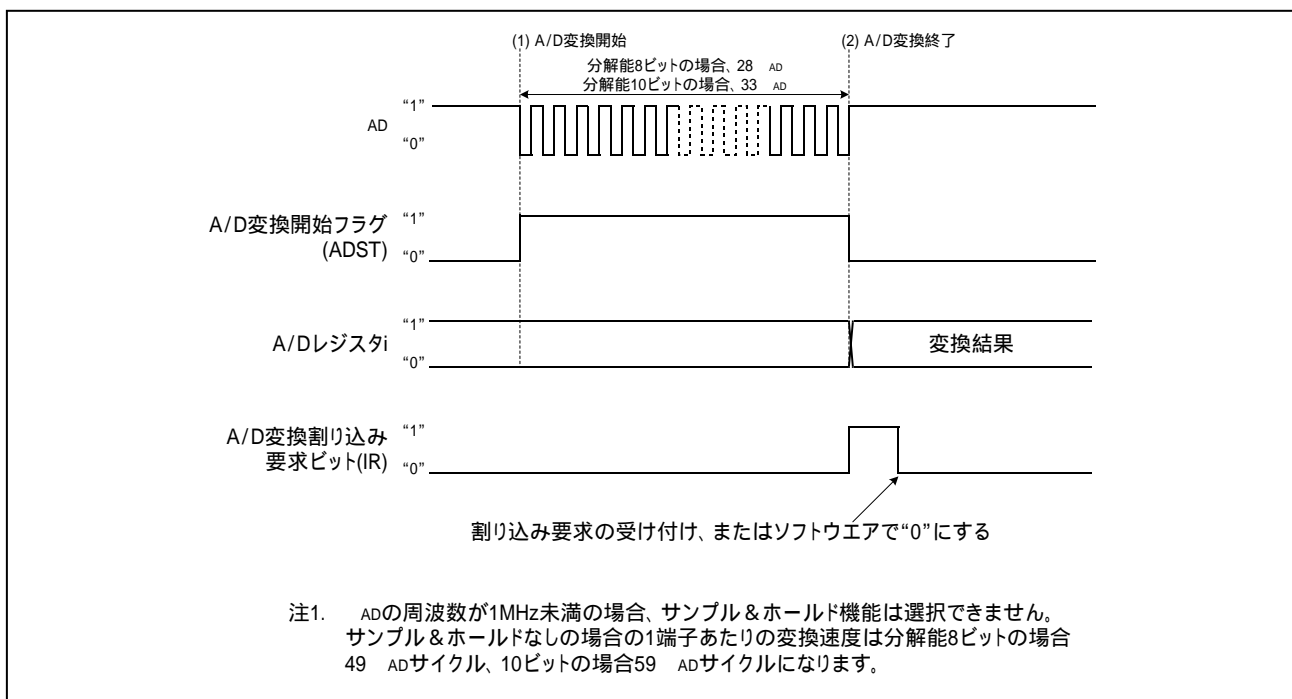 (1) A/D変換開始
(2) A/D変換終了
分解能8ビットの場合、28 AD
分解能10ビットの場合、33 AD
AD
“1”
“0”
A/D変換開始フラグ
(ADST)
“1”
“0”
A/Dレジスタi
“1”
“0”
変換結果
A/D変換割り込み
要求ビット(IR)
“1”
“0”
割り込み要求の受け付け、またはソフトウエアで“0”にする
注1. ADの周波数が1MHz未満の場合、サンプル＆ホールド機能は選択できません。
サンプル＆ホールドなしの場合の1端子あたりの変換速度は分解能8ビットの場合
49 ADサイクル、10ビットの場合59 ADサイクルになります。